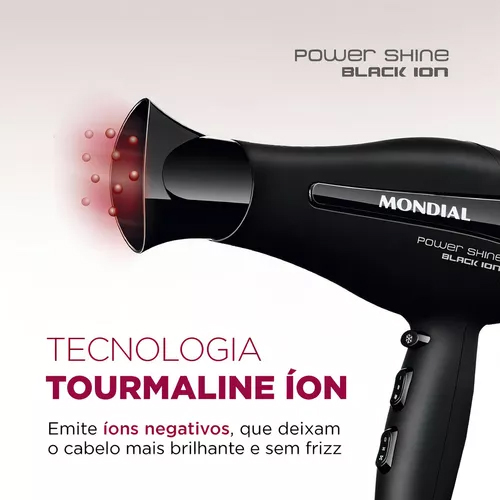 POWER SHINE
BLACK ION
MONDIAL
POWER SHINE
BLACK ION
TECNOLOGIA
TOURMALINE ÍON
Emite íons negativos, que deixam
o cabelo mais brilhante e sem frizz